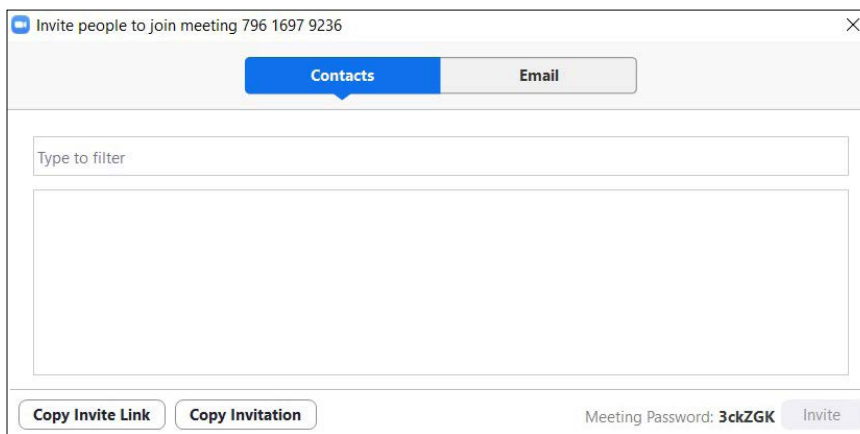 Invite people to join meeting 796 1697 9236
Contacts Email
Type to filter
Copy Invite Link Copy Invitation Meeting Password: 3ckZGK Invite